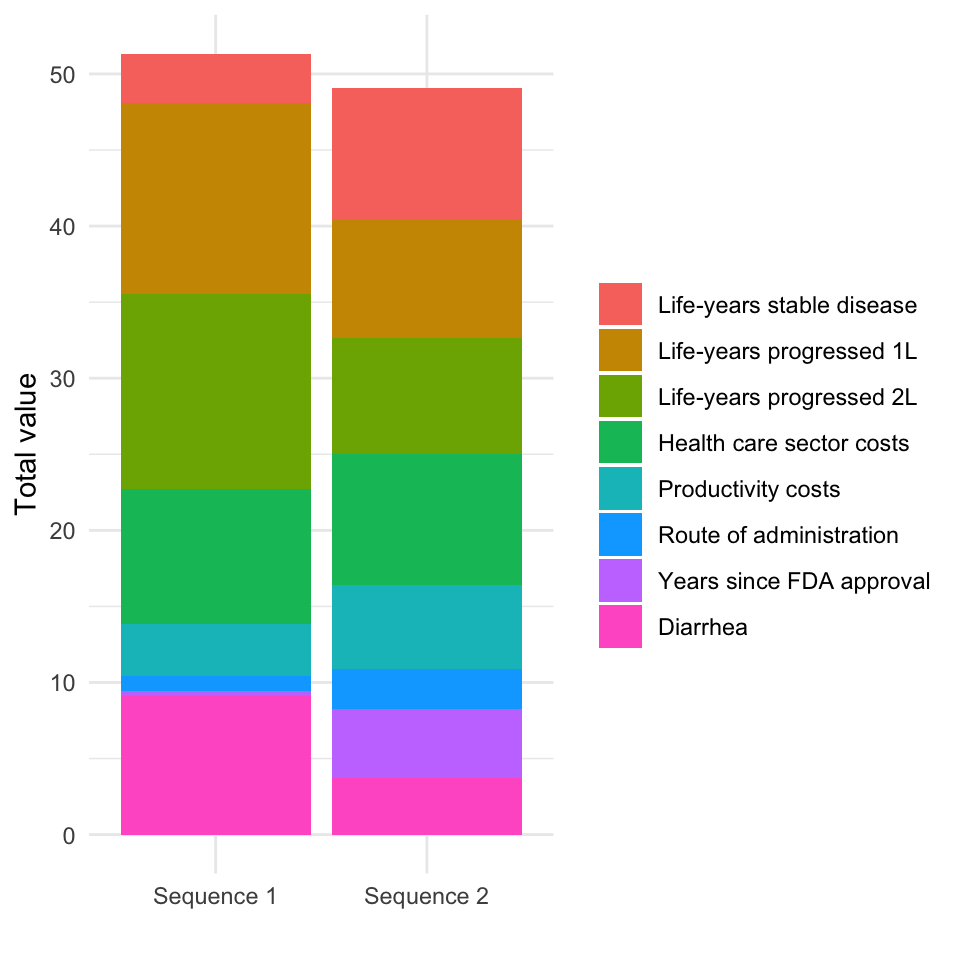 Total value
50
40
30
20
10
0
Sequence 1
Sequence 2
Life-years stable disease
Life-years progressed 1L
Life-years progressed 2L
Health care sector costs
Productivity costs
Route of administration
Years since FDA approval
Diarrhea